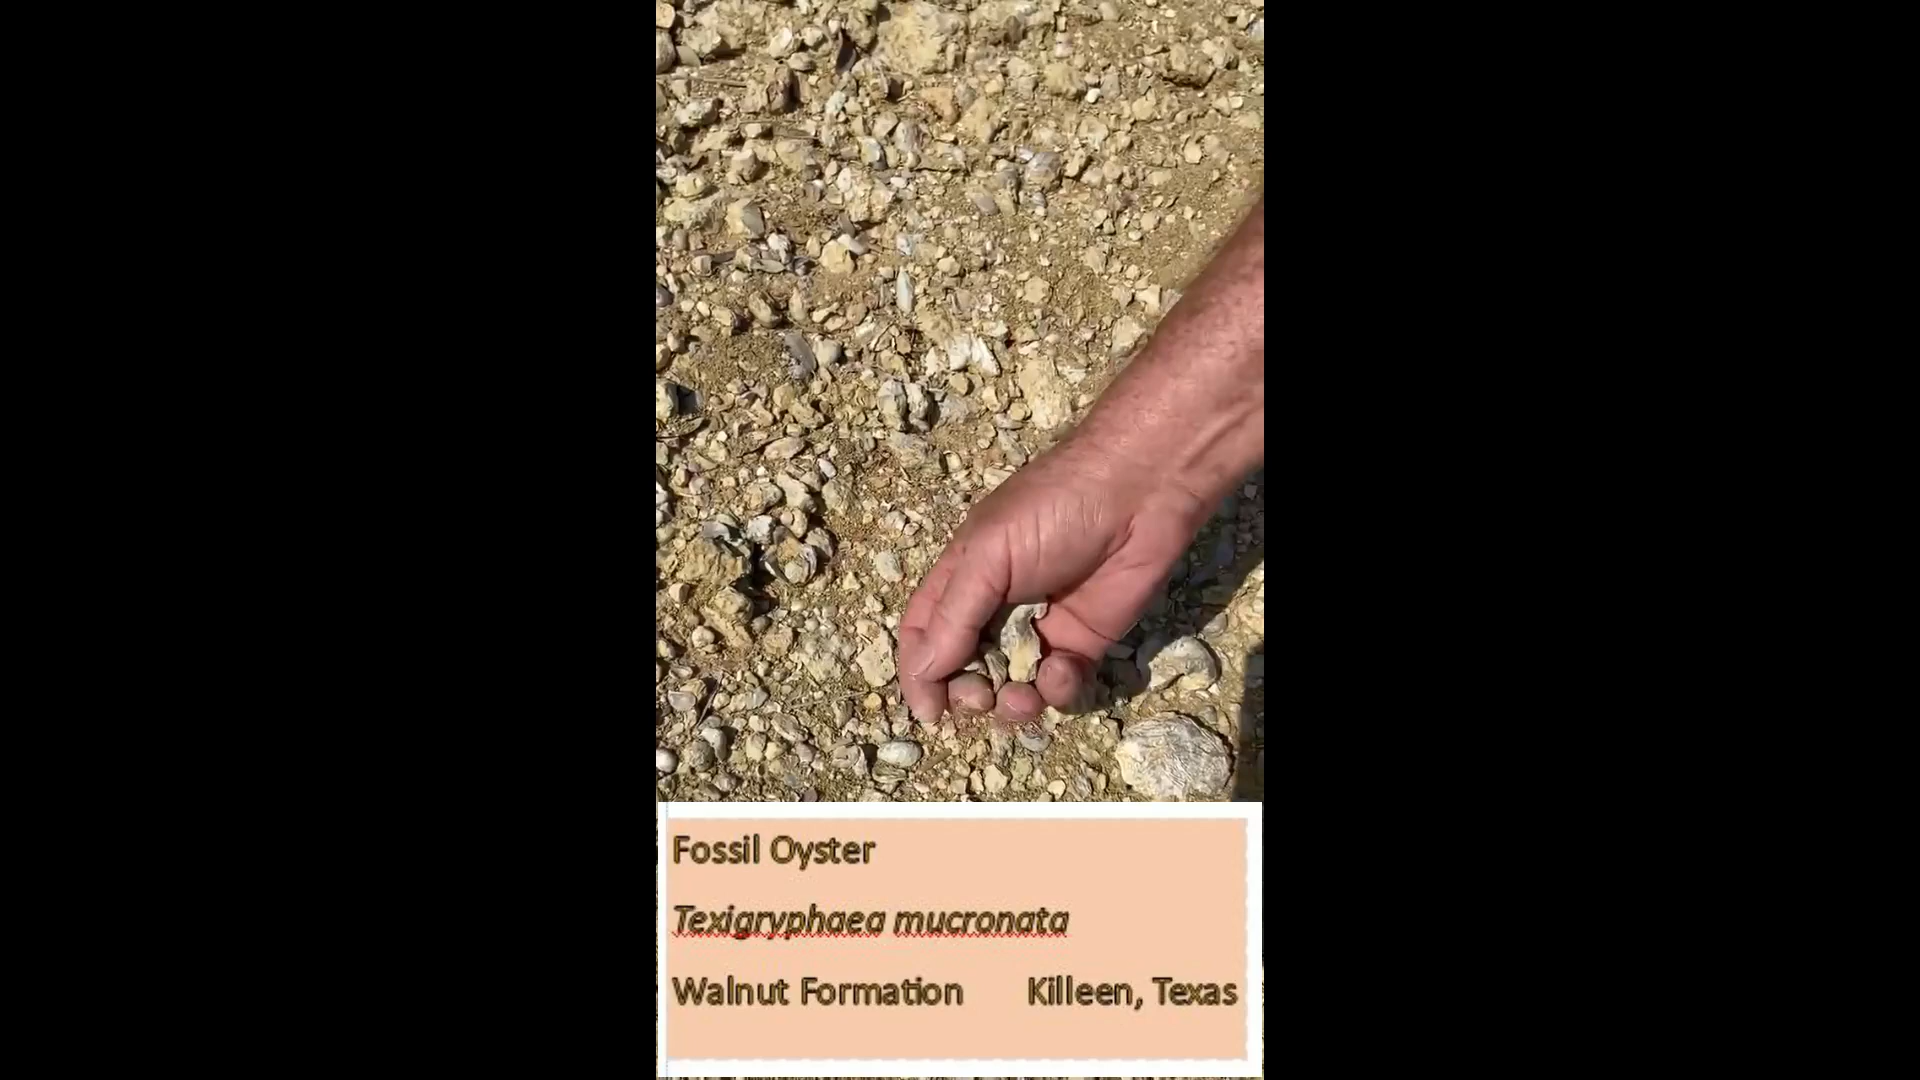 Fossil Oyster
Texigryphaea mucronata
Walnut Formation Killeen, Texas